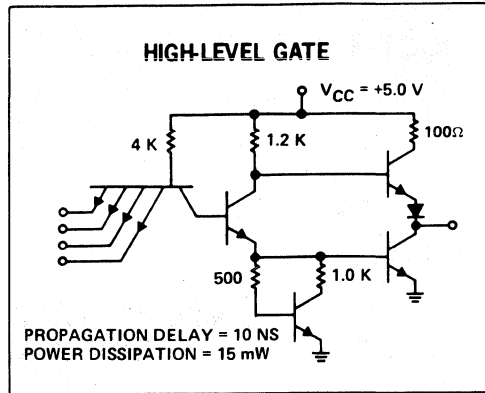 HIGH-LEVEL GATE
VCC = +5.0 V
4 K
1.2 K
100Ω
500
1.0 K
PROPAGATION DELAY = 10 NS
POWER DISSIPATION = 15 mW